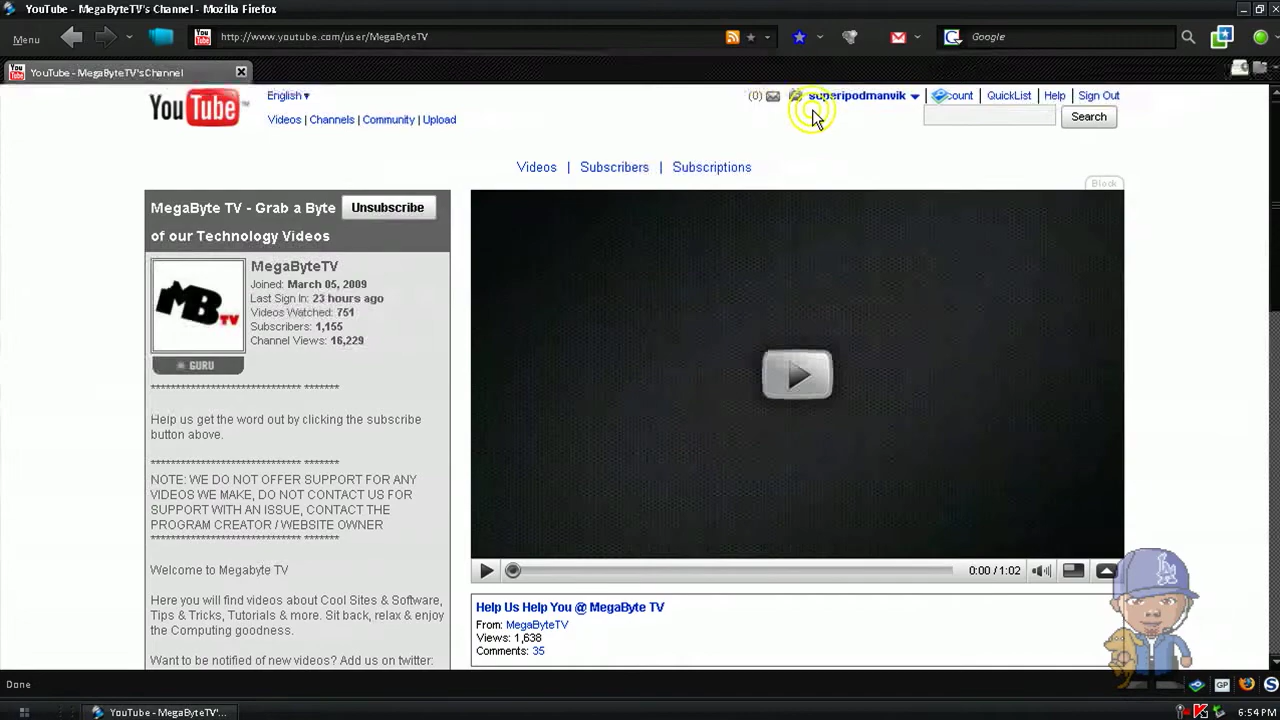 YouTube - MegaByteTV's Channel - Mozilla Firefox
Menu
http://www.youtube.com/user/MegaByteTV
Google
YouTube - MegaByteTV'sChannel
YouTube
English
(0)
superipodmanvik
QuickList | Help | Sign Out
Videos | Channels | Community | Upload
Search
Videos | Subscribers | Subscriptions
Block
MegaByte TV - Grab a Byte
of our Technology Videos
Unsubscribe
MB TV
GURU
MegaByteTV
Joined: March 05, 2009
Last Sign In: 23 hours ago
Videos Watched: 751
Subscribers: 1,155
Channel Views: 16,229
****************************** *******
Help us get the word out by clicking the subscribe
button above.
****************************** *******
NOTE: WE DO NOT OFFER SUPPORT FOR ANY
VIDEOS WE MAKE, DO NOT CONTACT US FOR
SUPPORT WITH AN ISSUE, CONTACT THE
PROGRAM CREATOR / WEBSITE OWNER
****************************** *******
Welcome to Megabyte TV
Here you will find videos about Cool Sites & Software,
Tips & Tricks, Tutorials & more. Sit back, relax & enjoy
the Computing goodness.
Want to be notified of new videos? Add us on twitter:
0:00 / 1:02
Help Us Help You @ MegaByte TV
From: MegaByteTV
Views: 1,638
Comments: 35
Done
GP
YouTube - MegaByteTV'...
6:54 PM